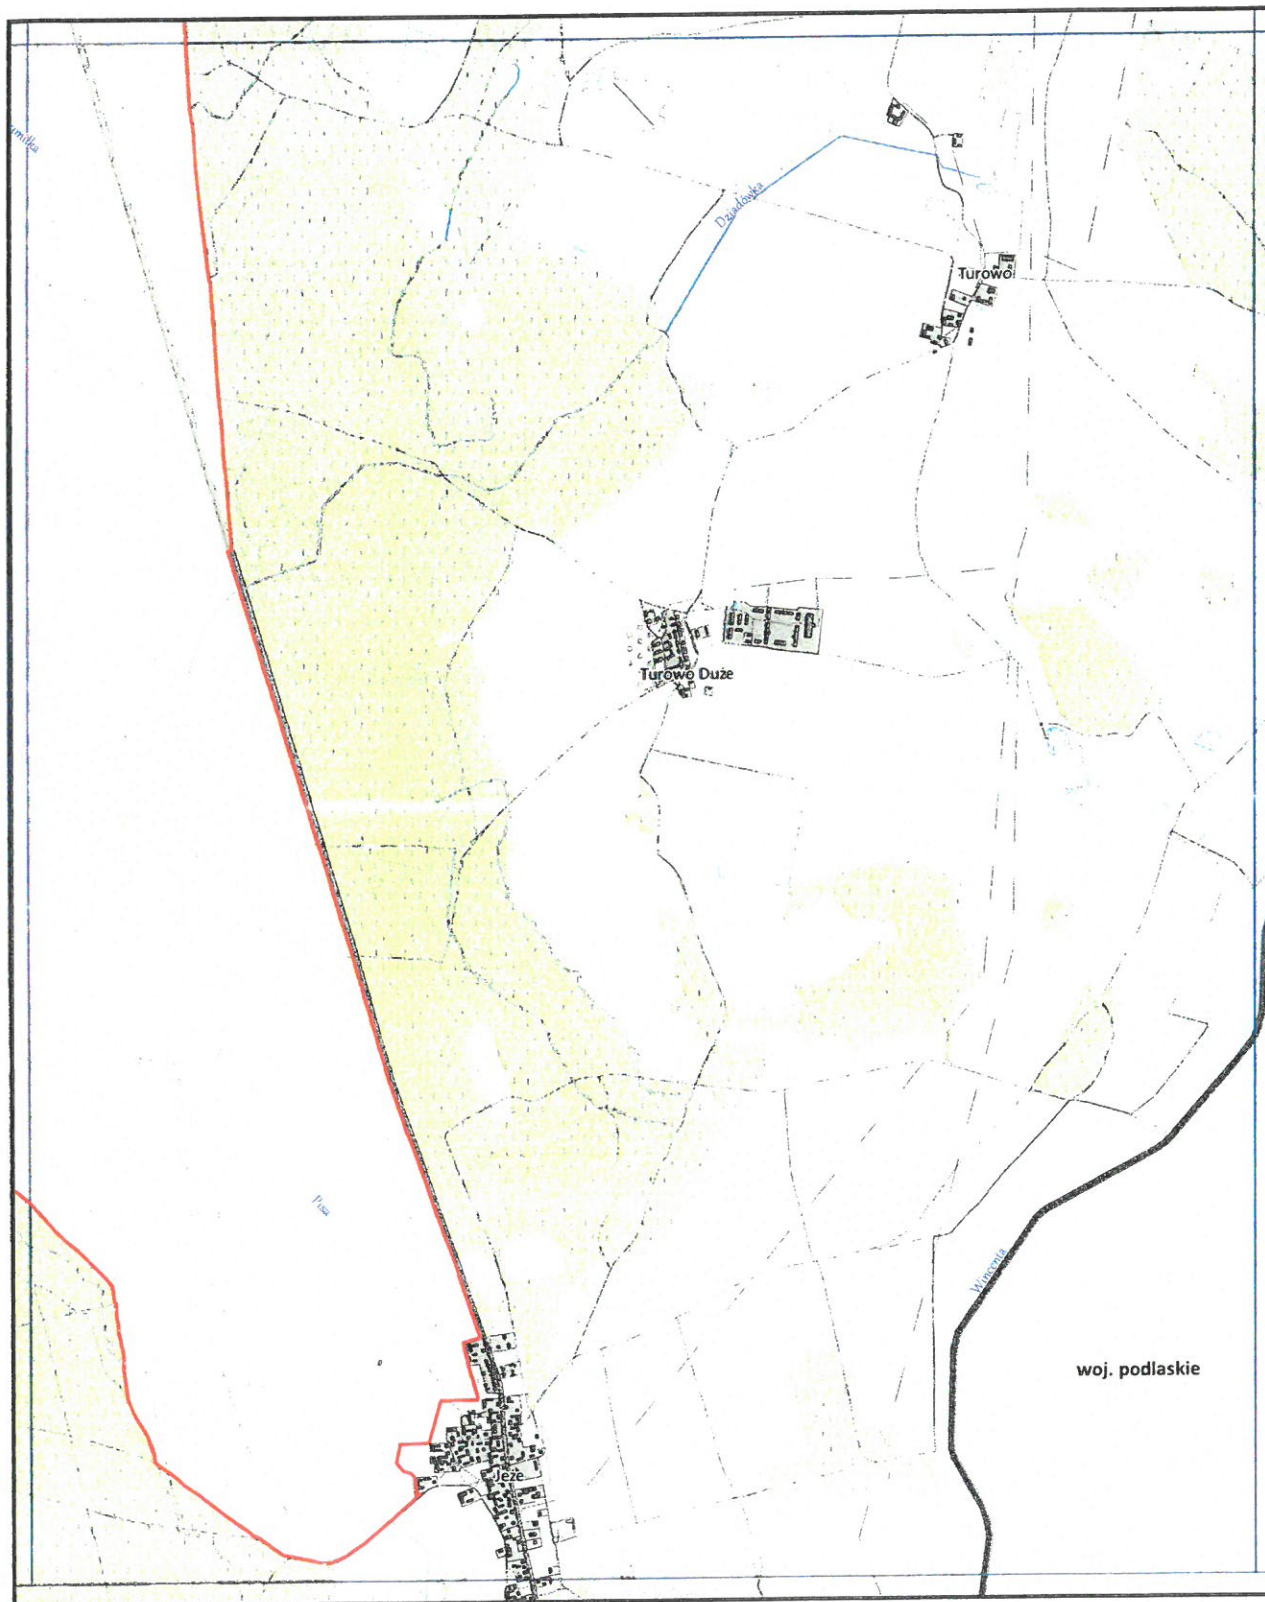 Dziadówka
Turowo
Turowo Duże
Pisa
Wincenta
woj. podlaskie
Jeże